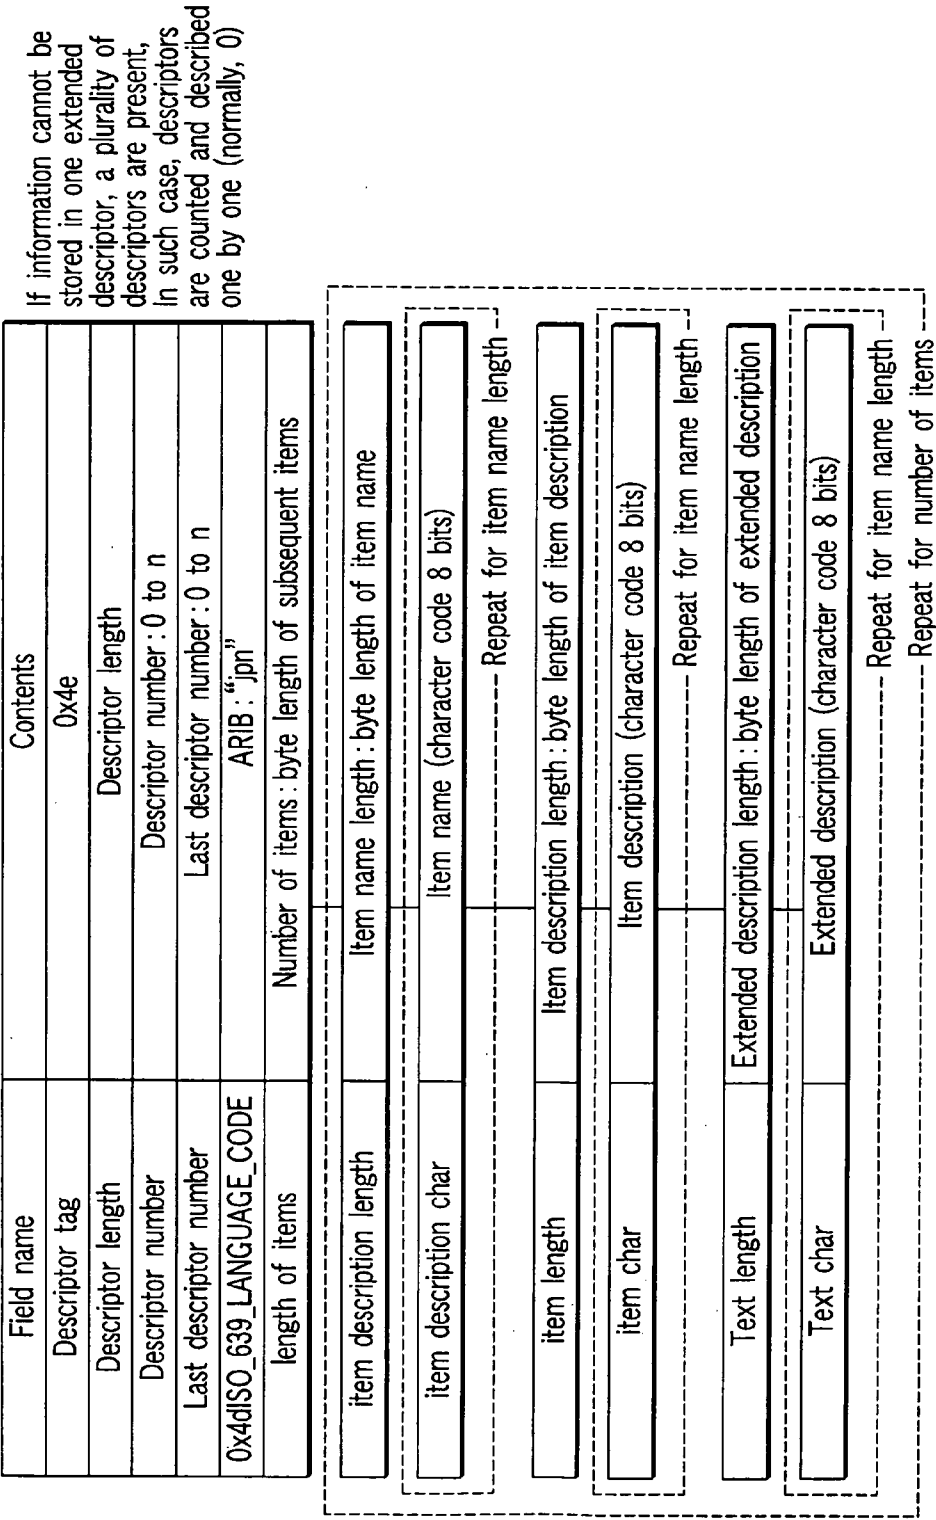 Field name Contents
Descriptor tag 0x4e
Descriptor length Descriptor length
Descriptor number Descriptor number : 0 to n
Last descriptor number Last descriptor number : 0 to n
0x4dISO_639_LANGUAGE_CODE ARIB : “jpn”
length of items Number of items : byte length of subsequent items
If information cannot be
stored in one extended
descriptor, a plurality of
descriptors are present,
In such case, descriptors
are counted and described
one by one (normally, 0)
item description length Item name length : byte length of item name
item description char Item name (character code 8 bits)
Repeat for item name length
item length Item description length : byte length of item description
item char Item description (character code 8 bits)
Repeat for item name length
Text length Extended description length : byte length of extended description
Text char Extended description (character code 8 bits)
Repeat for item name length
Repeat for number of items